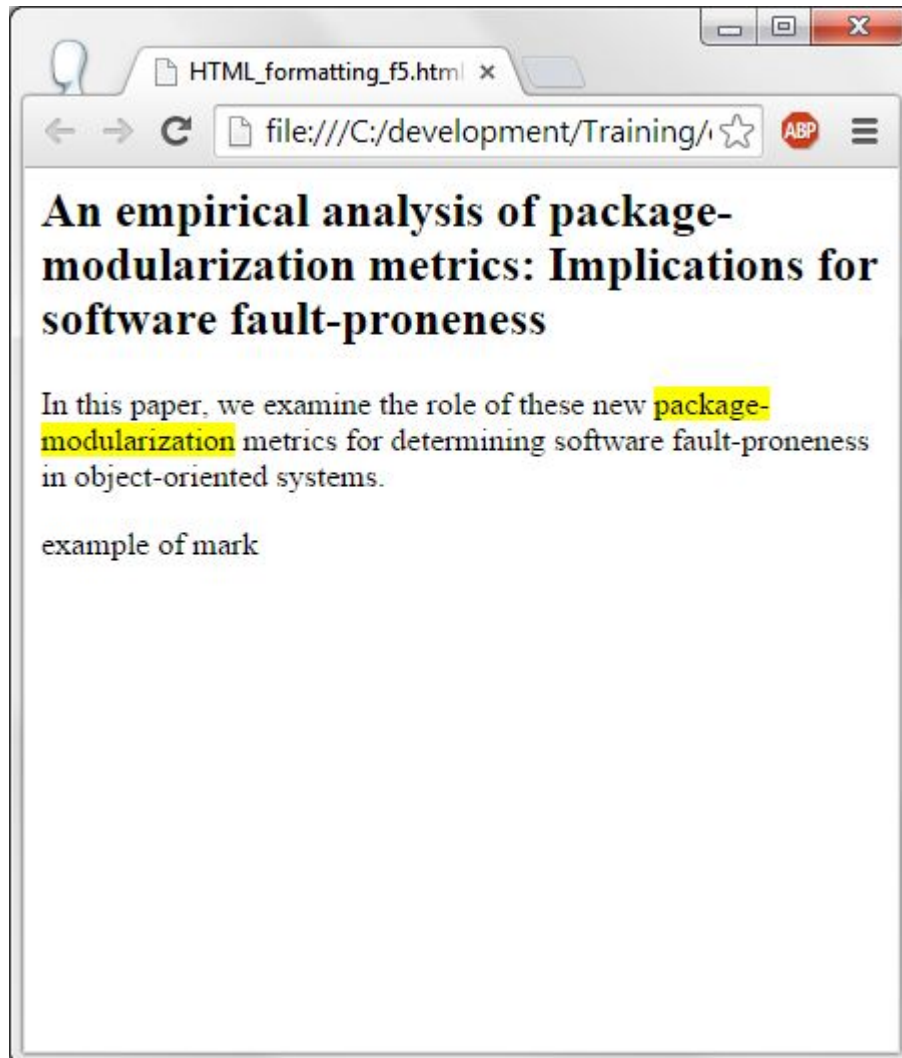 HTML_formatting_f5.html
file:///C:/development/Training/
ABP
An empirical analysis of package-
modularization metrics: Implications for
software fault-proneness
In this paper, we examine the role of these new package-
modularization metrics for determining software fault-proneness
in object-oriented systems.
example of mark